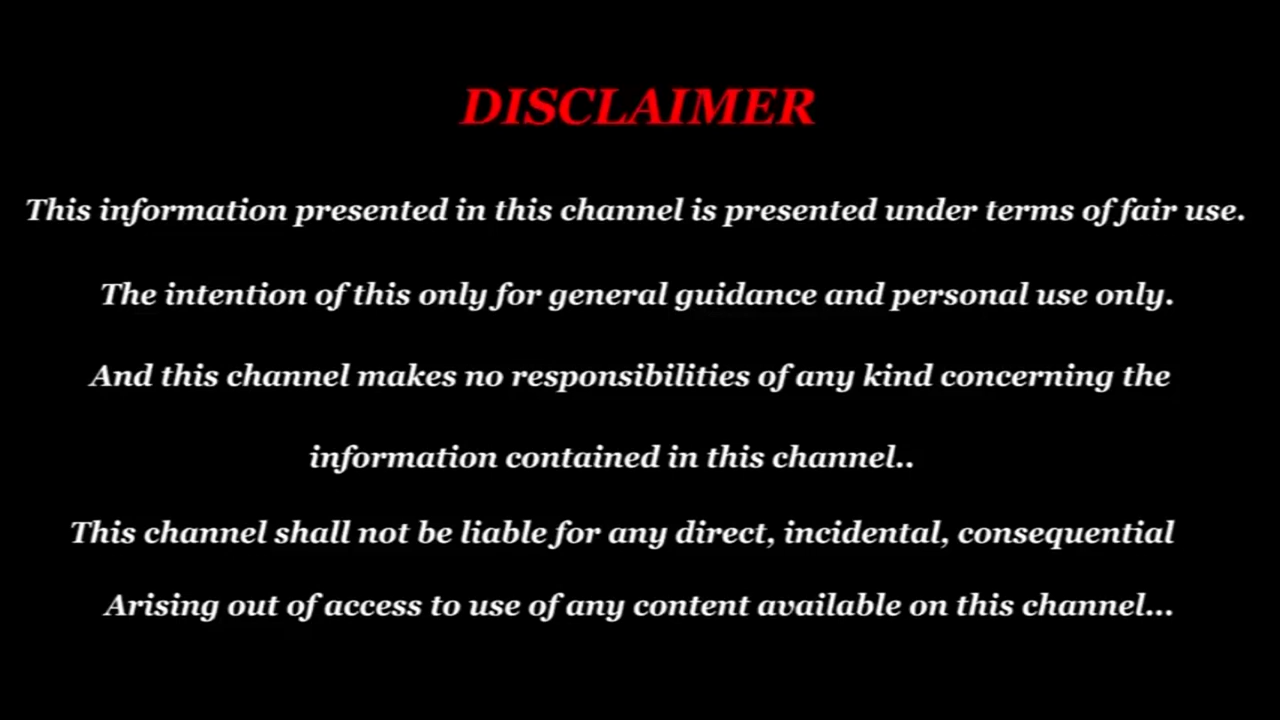 DISCLAIMER
This information presented in this channel is presented under terms of fair use.
The intention of this only for general guidance and personal use only.
And this channel makes no responsibilities of any kind concerning the
information contained in this channel..
This channel shall not be liable for any direct, incidental, consequential
Arising out of access to use of any content available on this channel...